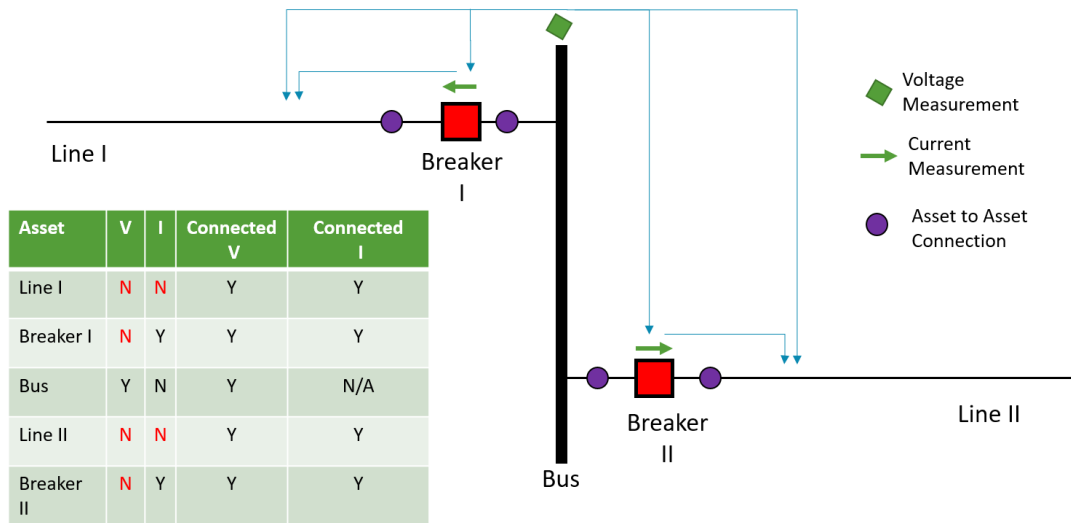 Voltage
Measurement
Current
Measurement
Asset to Asset
Connection
Line I
Breaker
I
Asset V I Connected V Connected I
Line I N N Y Y
Breaker I N Y Y Y
Bus Y N Y N/A
Line II N N Y Y
Breaker II N Y Y Y
Breaker
II
Line II
Bus